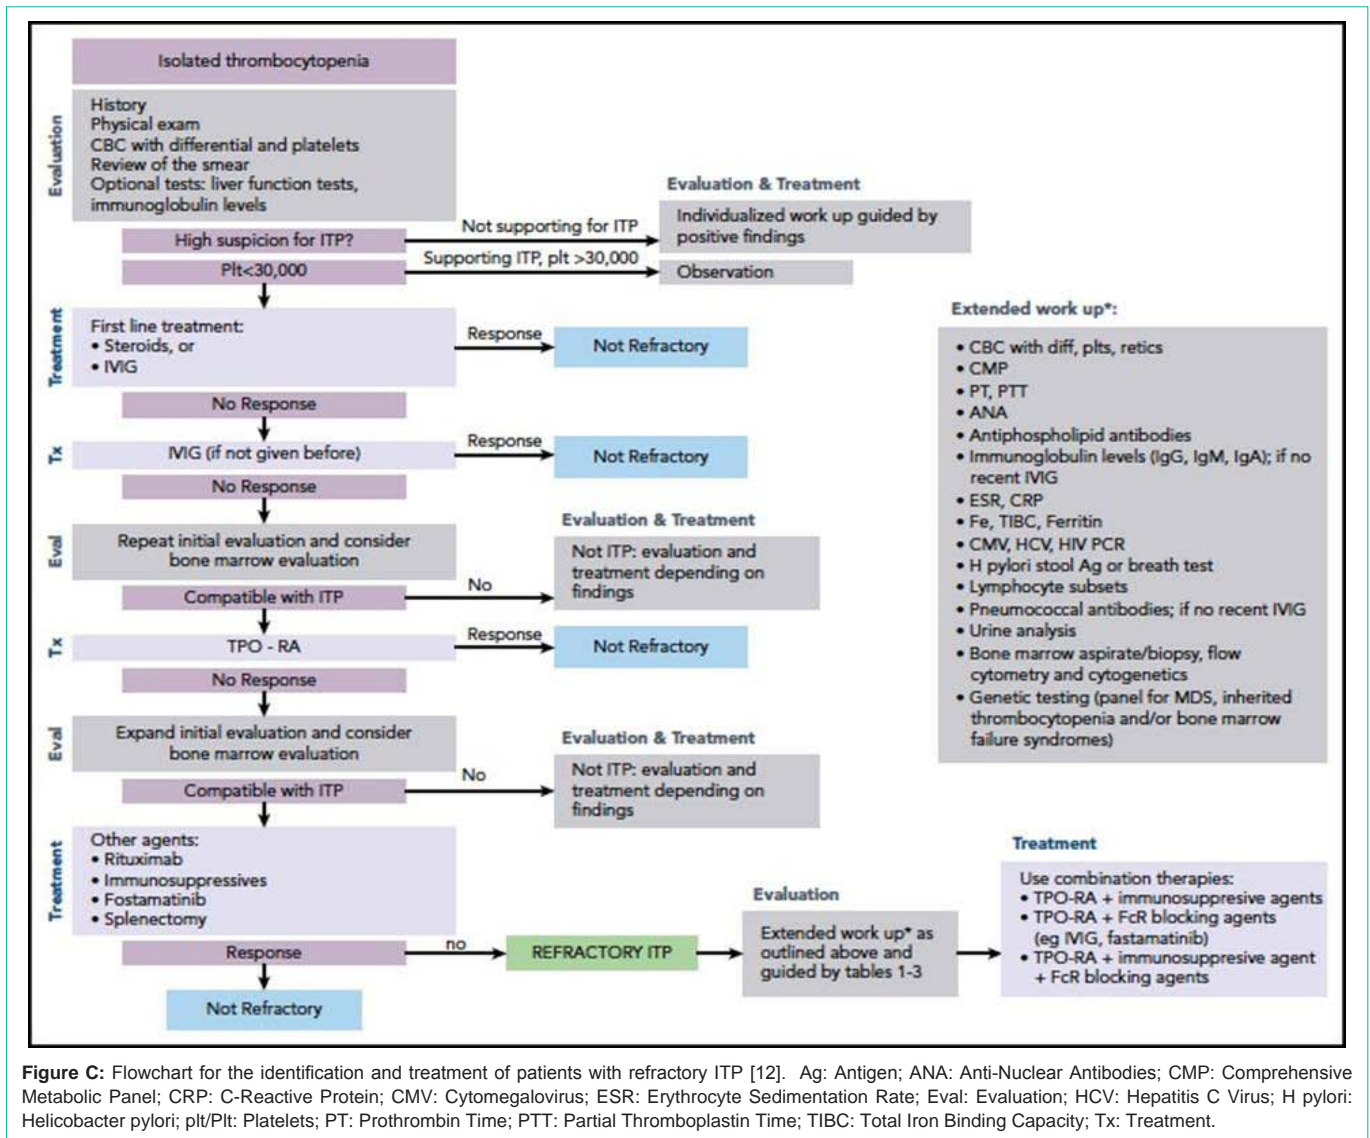 Isolated thrombocytopenia
Evaluation
History
Physical exam
CBC with differential and platelets
Review of the smear
Optional tests: liver function tests,
immunoglobulin levels
High suspicion for ITP?
Not supporting for ITP
Evaluation & Treatment
Individualized work up guided by
positive findings
Plt<30,000
Supporting ITP, plt >30,000
Observation
Treatment
First line treatment:
• Steroids, or
• IVIG
Response
Not Refractory
No Response
Tx
IVIG (if not given before)
Response
Not Refractory
No Response
Eval
Repeat initial evaluation and consider
bone marrow evaluation
Compatible with ITP
No
Evaluation & Treatment
Not ITP: evaluation and
treatment depending on
findings
Tx
TPO - RA
Response
Not Refractory
No Response
Eval
Expand initial evaluation and consider
bone marrow evaluation
Compatible with ITP
No
Evaluation & Treatment
Not ITP: evaluation and
treatment depending on
findings
Extended work up*:
• CBC with diff, plts, retics
• CMP
• PT, PTT
• ANA
• Antiphospholipid antibodies
• Immunoglobulin levels (IgG, IgM, IgA); if no
recent IVIG
• ESR, CRP
• Fe, TIBC, Ferritin
• CMV, HCV, HIV PCR
• H pylori stool Ag or breath test
• Lymphocyte subsets
• Pneumococcal antibodies; if no recent IVIG
• Urine analysis
• Bone marrow aspirate/biopsy, flow
cytometry and cytogenetics
• Genetic testing (panel for MDS, inherited
thrombocytopenia and/or bone marrow
failure syndromes)
Treatment
Other agents:
• Rituximab
• Immunosuppressives
• Fostamatinib
• Splenectomy
Response
no
Not Refractory
REFRACTORY ITP
Evaluation
Extended work up* as
outlined above and
guided by tables 1-3
Treatment
Use combination therapies:
• TPO-RA + immunosuppresive agents
• TPO-RA + FcR blocking agents
(eg IVIG, fastamatinib)
• TPO-RA + immunosuppresive agent
+ FcR blocking agents
Figure C: Flowchart for the identification and treatment of patients with refractory ITP [12]. Ag: Antigen; ANA: Anti-Nuclear Antibodies; CMP: Comprehensive
Metabolic Panel; CRP: C-Reactive Protein; CMV: Cytomegalovirus; ESR: Erythrocyte Sedimentation Rate; Eval: Evaluation; HCV: Hepatitis C Virus; H pylori:
Helicobacter pylori; plt/Plt: Platelets; PT: Prothrombin Time; PTT: Partial Thromboplastin Time; TIBC: Total Iron Binding Capacity; Tx: Treatment.